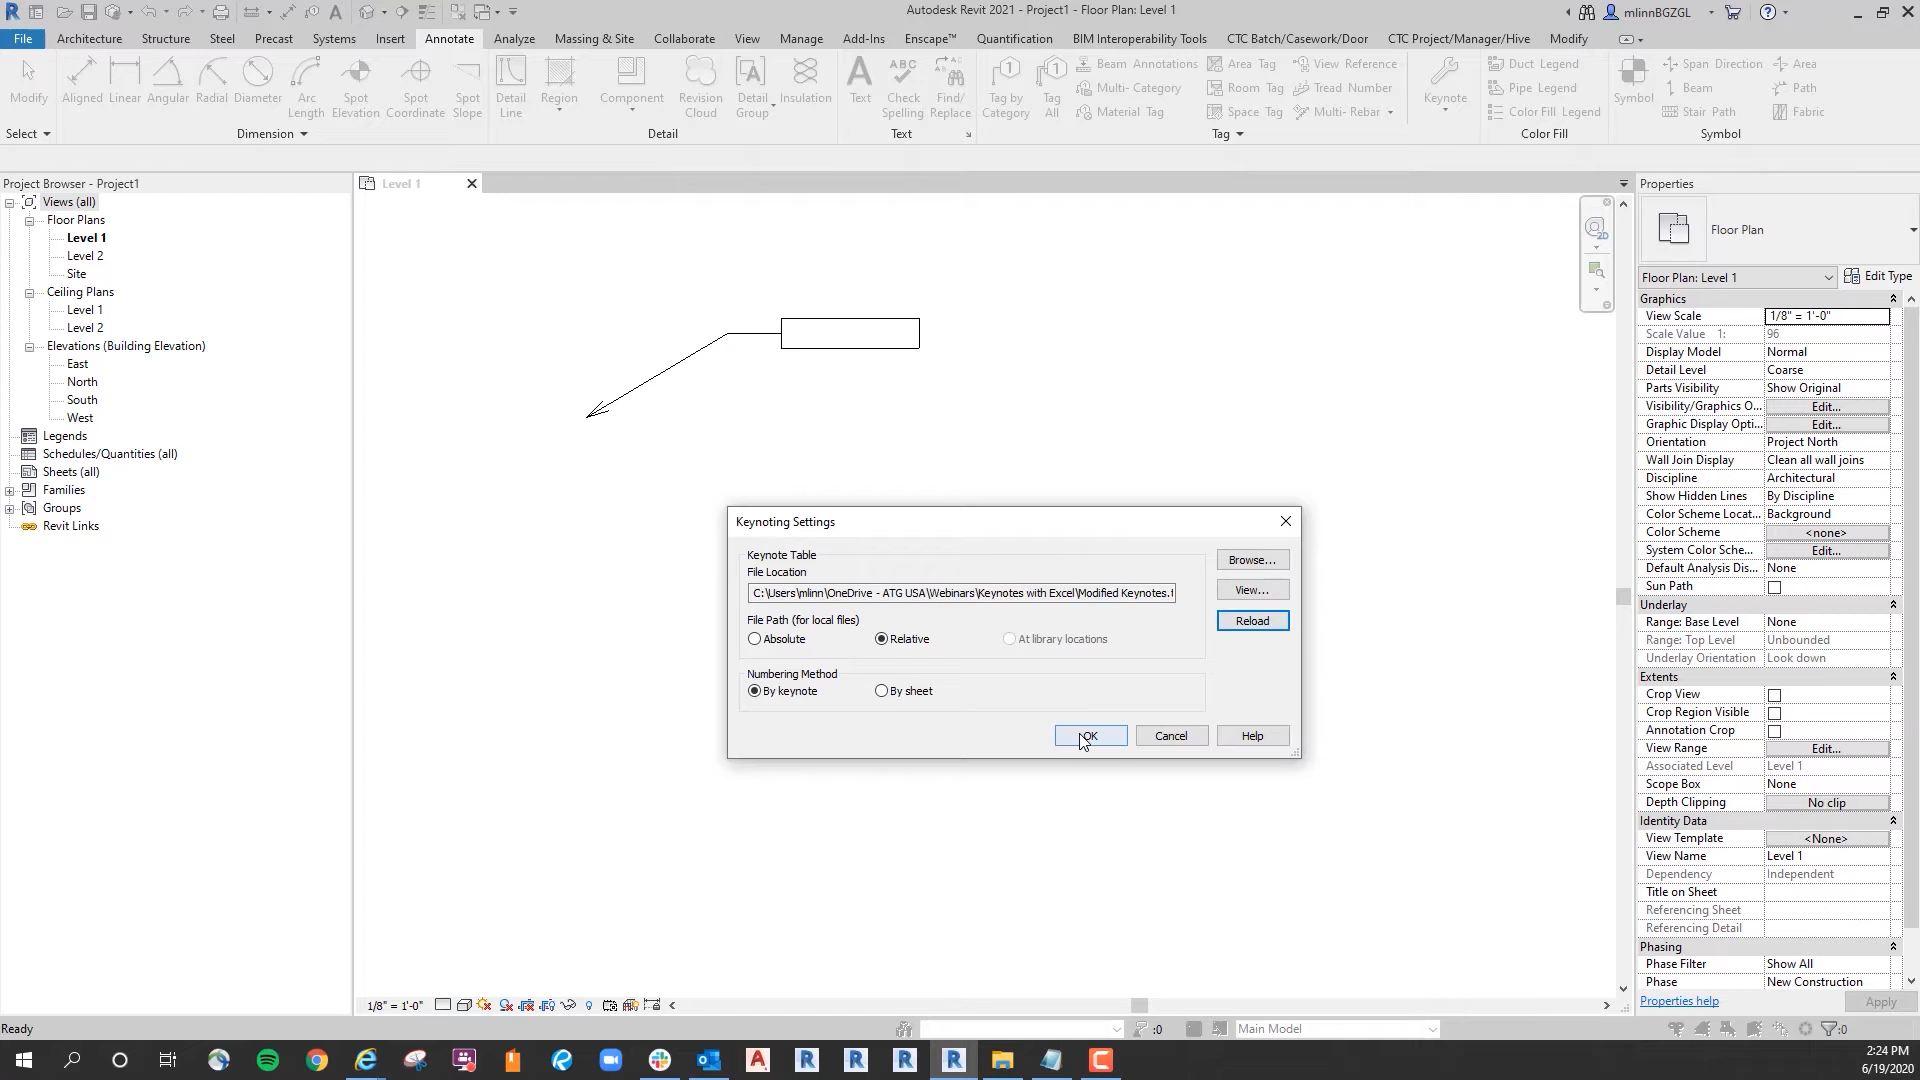 Autodesk Revit 2021 - Project1 - Floor Plan: Level 1
mlinnBGZGL
File Architecture Structure Steel Precast Systems Insert Annotate Analyze Massing & Site Collaborate View Manage Add-Ins Enscape™ Quantification BIM Interoperability Tools CTC Batch/Casework/Door CTC Project/Manager/Hive Modify
Modify
Aligned Linear Angular Radial Diameter Arc Length Spot Elevation Spot Coordinate Spot Slope
Detail Line Region Component Revision Cloud Detail Group Insulation
Text Check Spelling Find/ Replace
Tag by Category Tag All
Beam Annotations Area Tag View Reference
Multi- Category Room Tag Tread Number
Material Tag Space Tag Multi- Rebar
Keynote
Duct Legend
Pipe Legend
Color Fill Legend
Symbol
Span Direction Area
Beam Path
Stair Path Fabric
Select Dimension Detail Text Tag Color Fill Symbol
Project Browser - Project1
Views (all)
Floor Plans
Level 1
Level 2
Site
Ceiling Plans
Level 1
Level 2
Elevations (Building Elevation)
East
North
South
West
Legends
Schedules/Quantities (all)
Sheets (all)
Families
Groups
Revit Links
Level 1
2D
Keynoting Settings
Keynote Table
File Location
C:\Users\mlinn\OneDrive - ATG USA\Webinars\Keynotes with Excel\Modified Keynotes.t
File Path (for local files)
Absolute Relative At library locations
Numbering Method
By keynote By sheet
Browse...
View...
Reload
OK Cancel Help
Properties
Floor Plan
Floor Plan: Level 1 Edit Type
Graphics
View Scale 1/8" = 1'-0"
Scale Value 1: 96
Display Model Normal
Detail Level Coarse
Parts Visibility Show Original
Visibility/Graphics O... Edit...
Graphic Display Opti... Edit...
Orientation Project North
Wall Join Display Clean all wall joins
Discipline Architectural
Show Hidden Lines By Discipline
Color Scheme Locat... Background
Color Scheme <none>
System Color Sche... Edit...
Default Analysis Dis... None
Sun Path
Underlay
Range: Base Level None
Range: Top Level Unbounded
Underlay Orientation Look down
Extents
Crop View
Crop Region Visible
Annotation Crop
View Range Edit...
Associated Level Level 1
Scope Box None
Depth Clipping No clip
Identity Data
View Template <None>
View Name Level 1
Dependency Independent
Title on Sheet
Referencing Sheet
Referencing Detail
Phasing
Phase Filter Show All
Phase New Construction
Properties help Apply
1/8" = 1'-0"
Ready
:0
Main Model
:0
2:24 PM
6/19/2020